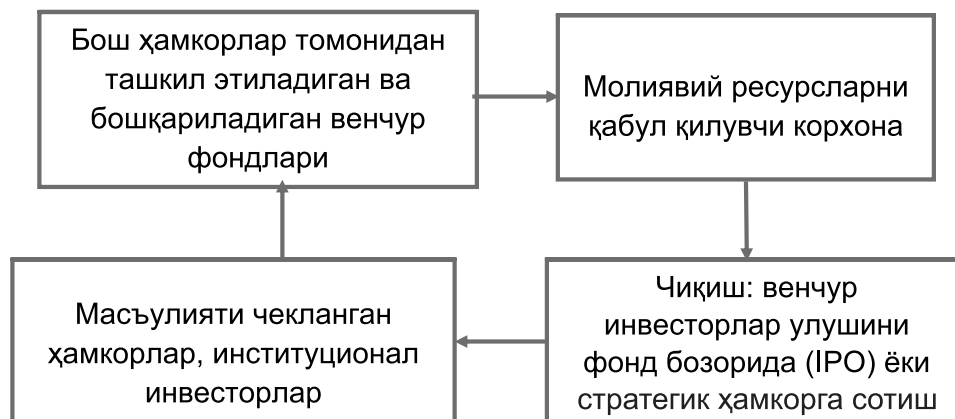 Бош ҳамкорлар томонидан
ташкил этиладиган ва
бошқариладиган венчур
фондлари
Молиявий ресурсларни
қабул қилувчи корхона
Масъулияти чекланган
ҳамкорлар, институционал
инвесторлар
Чиқиш: венчур
инвесторлар улушини
фонд бозорида (IPO) ёки
стратегик ҳамкорга сотиш